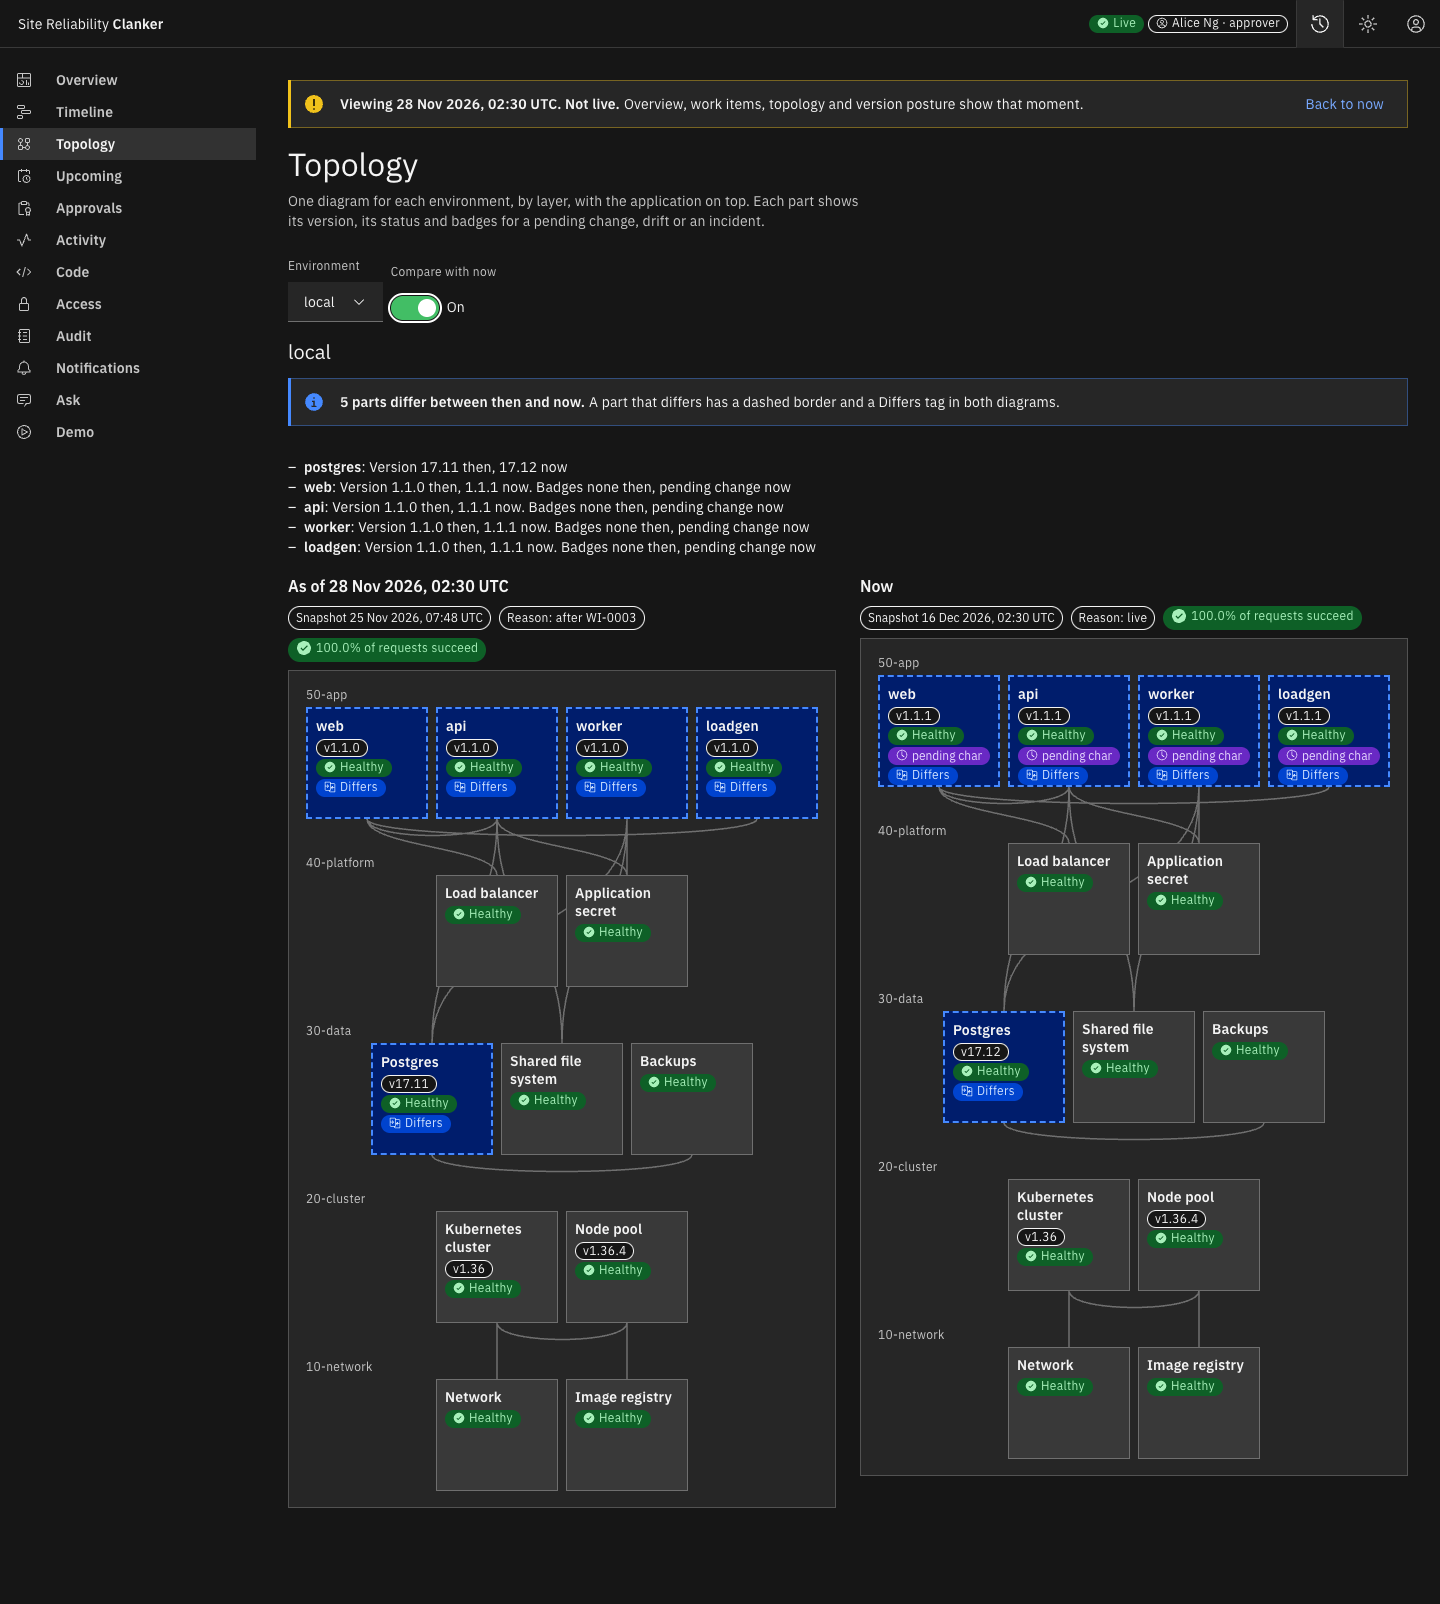 Site Reliability Clanker
Live
Alice Ng · approver
Overview
Timeline
Topology
Upcoming
Approvals
Activity
Code
Access
Audit
Notifications
Ask
Demo
Viewing 28 Nov 2026, 02:30 UTC. Not live. Overview, work items, topology and version posture show that moment.
Back to now
Topology
One diagram for each environment, by layer, with the application on top. Each part shows
its version, its status and badges for a pending change, drift or an incident.
Environment
local
Compare with now
On
local
5 parts differ between then and now. A part that differs has a dashed border and a Differs tag in both diagrams.
– postgres: Version 17.11 then, 17.12 now
– web: Version 1.1.0 then, 1.1.1 now. Badges none then, pending change now
– api: Version 1.1.0 then, 1.1.1 now. Badges none then, pending change now
– worker: Version 1.1.0 then, 1.1.1 now. Badges none then, pending change now
– loadgen: Version 1.1.0 then, 1.1.1 now. Badges none then, pending change now
As of 28 Nov 2026, 02:30 UTC
Snapshot 25 Nov 2026, 07:48 UTC
Reason: after WI-0003
100.0% of requests succeed
50-app
web
v1.1.0
Healthy
Differs
api
v1.1.0
Healthy
Differs
worker
v1.1.0
Healthy
Differs
loadgen
v1.1.0
Healthy
Differs
40-platform
Load balancer
Healthy
Application
secret
Healthy
30-data
Postgres
v17.11
Healthy
Differs
Shared file
system
Healthy
Backups
Healthy
20-cluster
Kubernetes
cluster
v1.36
Healthy
Node pool
v1.36.4
Healthy
10-network
Network
Healthy
Image registry
Healthy
Now
Snapshot 16 Dec 2026, 02:30 UTC
Reason: live
100.0% of requests succeed
50-app
web
v1.1.1
Healthy
pending char
Differs
api
v1.1.1
Healthy
pending char
Differs
worker
v1.1.1
Healthy
pending char
Differs
loadgen
v1.1.1
Healthy
pending char
Differs
40-platform
Load balancer
Healthy
Application
secret
Healthy
30-data
Postgres
v17.12
Healthy
Differs
Shared file
system
Healthy
Backups
Healthy
20-cluster
Kubernetes
cluster
v1.36
Healthy
Node pool
v1.36.4
Healthy
10-network
Network
Healthy
Image registry
Healthy